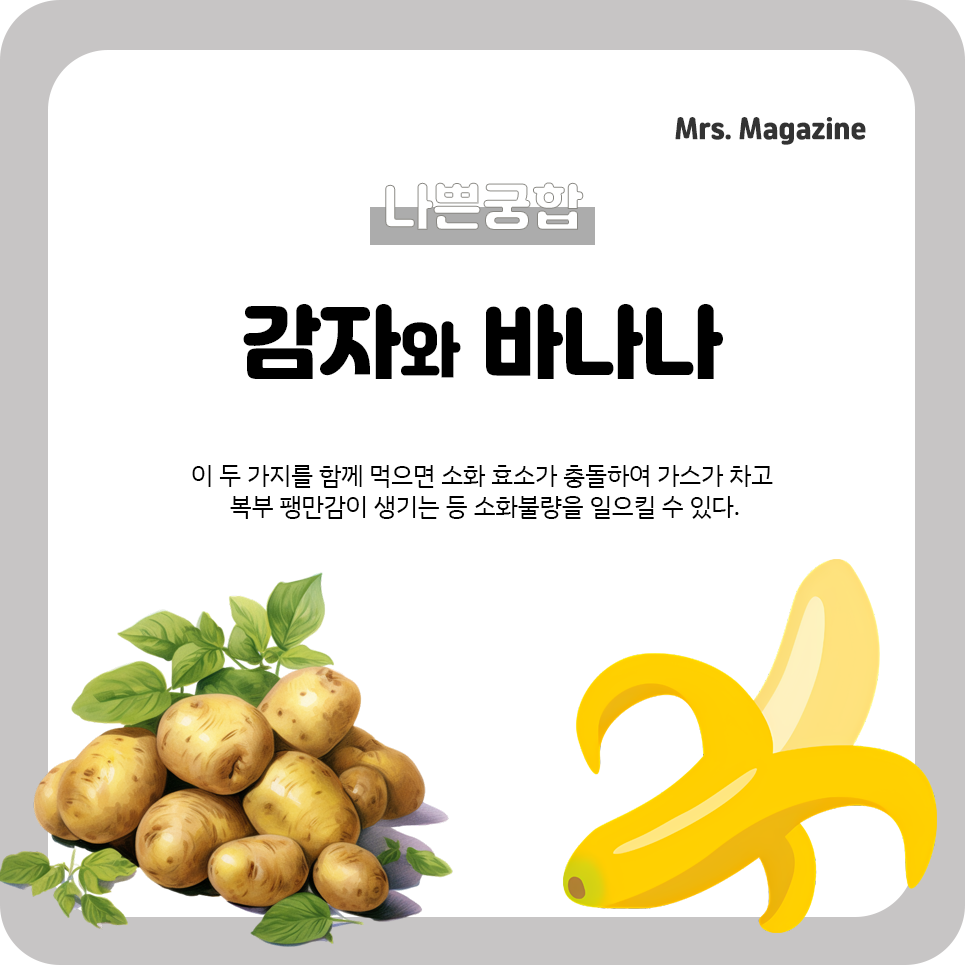 Mrs. Magazine
나쁜궁합
감자와 바나나
이 두 가지를 함께 먹으면 소화 효소가 충돌하여 가스가 차고
복부 팽만감이 생기는 등 소화불량을 일으킬 수 있다.